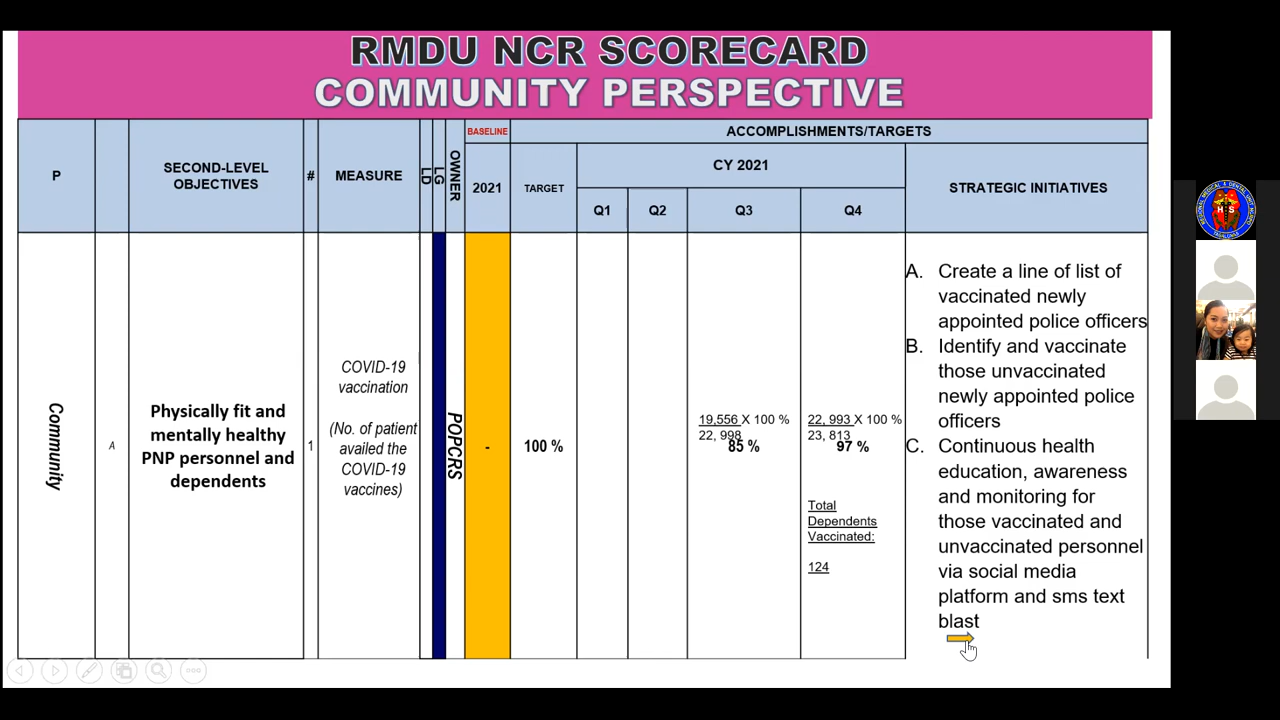 RMDU NCR SCORECARD
COMMUNITY PERSPECTIVE
P
SECOND-LEVEL
OBJECTIVES
#
MEASURE
LD
LG
OWNER
BASELINE
2021
ACCOMPLISHMENTS/TARGETS
TARGET
CY 2021
Q1
Q2
Q3
Q4
STRATEGIC INITIATIVES
Community
A
Physically fit and
mentally healthy
PNP personnel and
dependents
1
COVID-19
vaccination
(No. of patient
availed the
COVID-19
vaccines)
POPCRS
-
100 %
19,556 X 100 %
22, 998
85 %
22, 993 X 100 %
23, 813
97 %
Total
Dependents
Vaccinated:
124
A. Create a line of list of
vaccinated newly
appointed police officers
B. Identify and vaccinate
those unvaccinated
newly appointed police
officers
C. Continuous health
education, awareness
and monitoring for
those vaccinated and
unvaccinated personnel
via social media
platform and sms text
blast